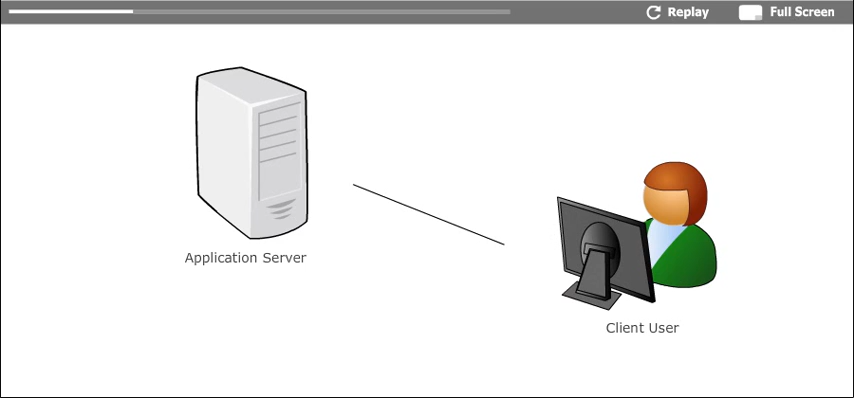 Replay
Full Screen
Application Server
Client User